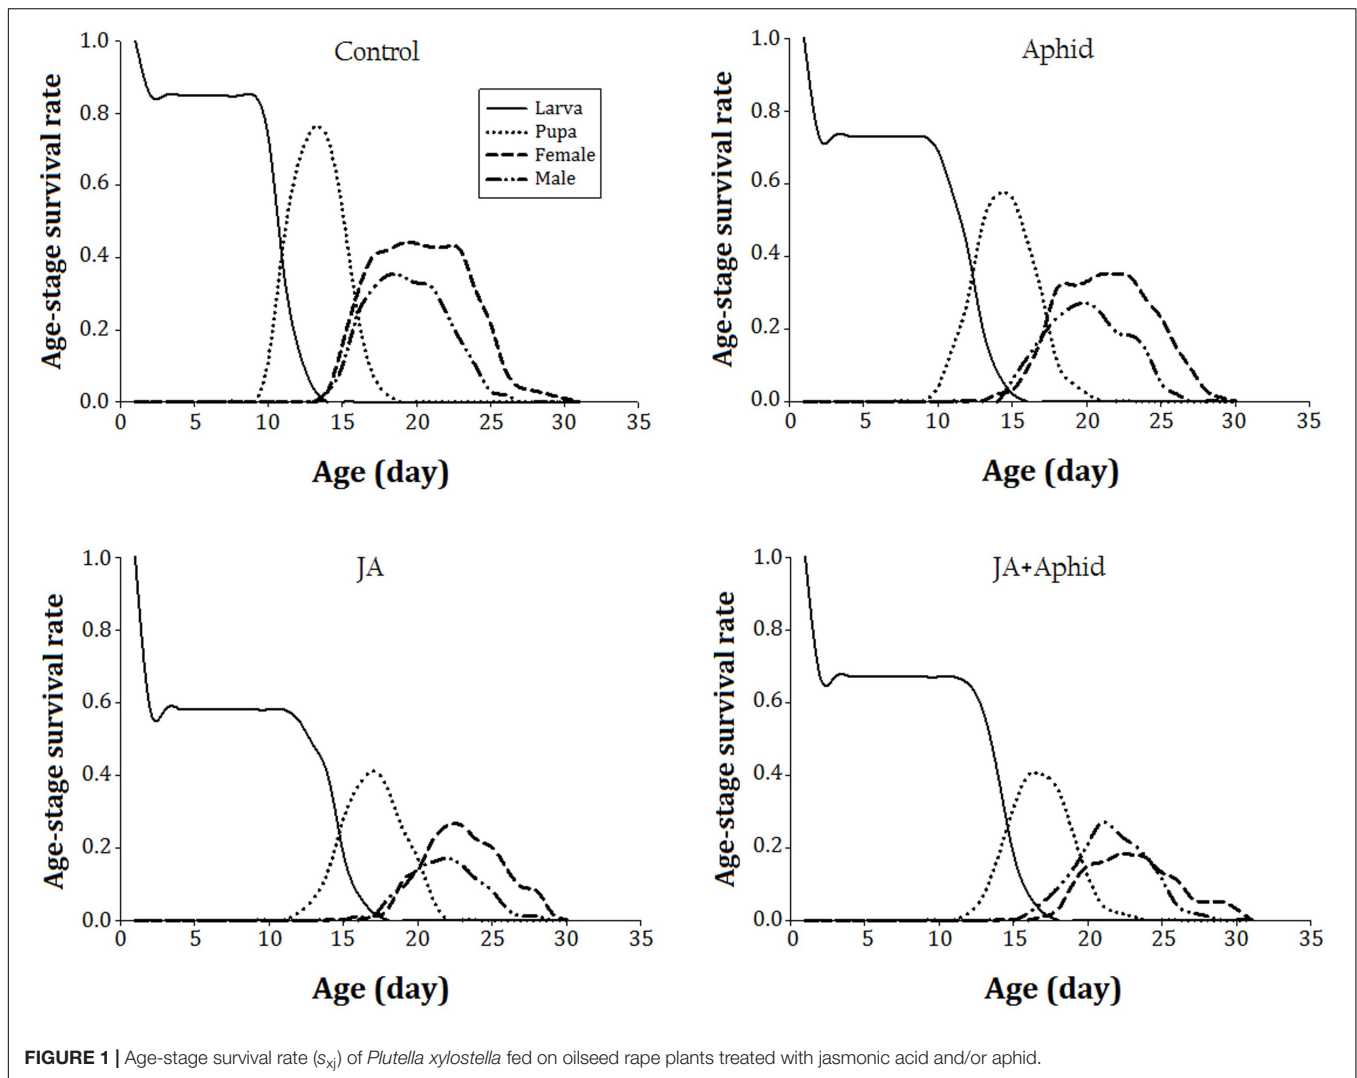 Control
Age-stage survival rate
1.0
0.8
0.6
0.4
0.2
0.0
Larva
Pupa
Female
Male
0 5 10 15 20 25 30 35
Age (day)
Aphid
Age-stage survival rate
1.0
0.8
0.6
0.4
0.2
0.0
0 5 10 15 20 25 30 35
Age (day)
JA
Age-stage survival rate
1.0
0.8
0.6
0.4
0.2
0.0
0 5 10 15 20 25 30 35
Age (day)
JA+Aphid
Age-stage survival rate
1.0
0.8
0.6
0.4
0.2
0.0
0 5 10 15 20 25 30 35
Age (day)
FIGURE 1 | Age-stage survival rate (sxj) of Plutella xylostella fed on oilseed rape plants treated with jasmonic acid and/or aphid.